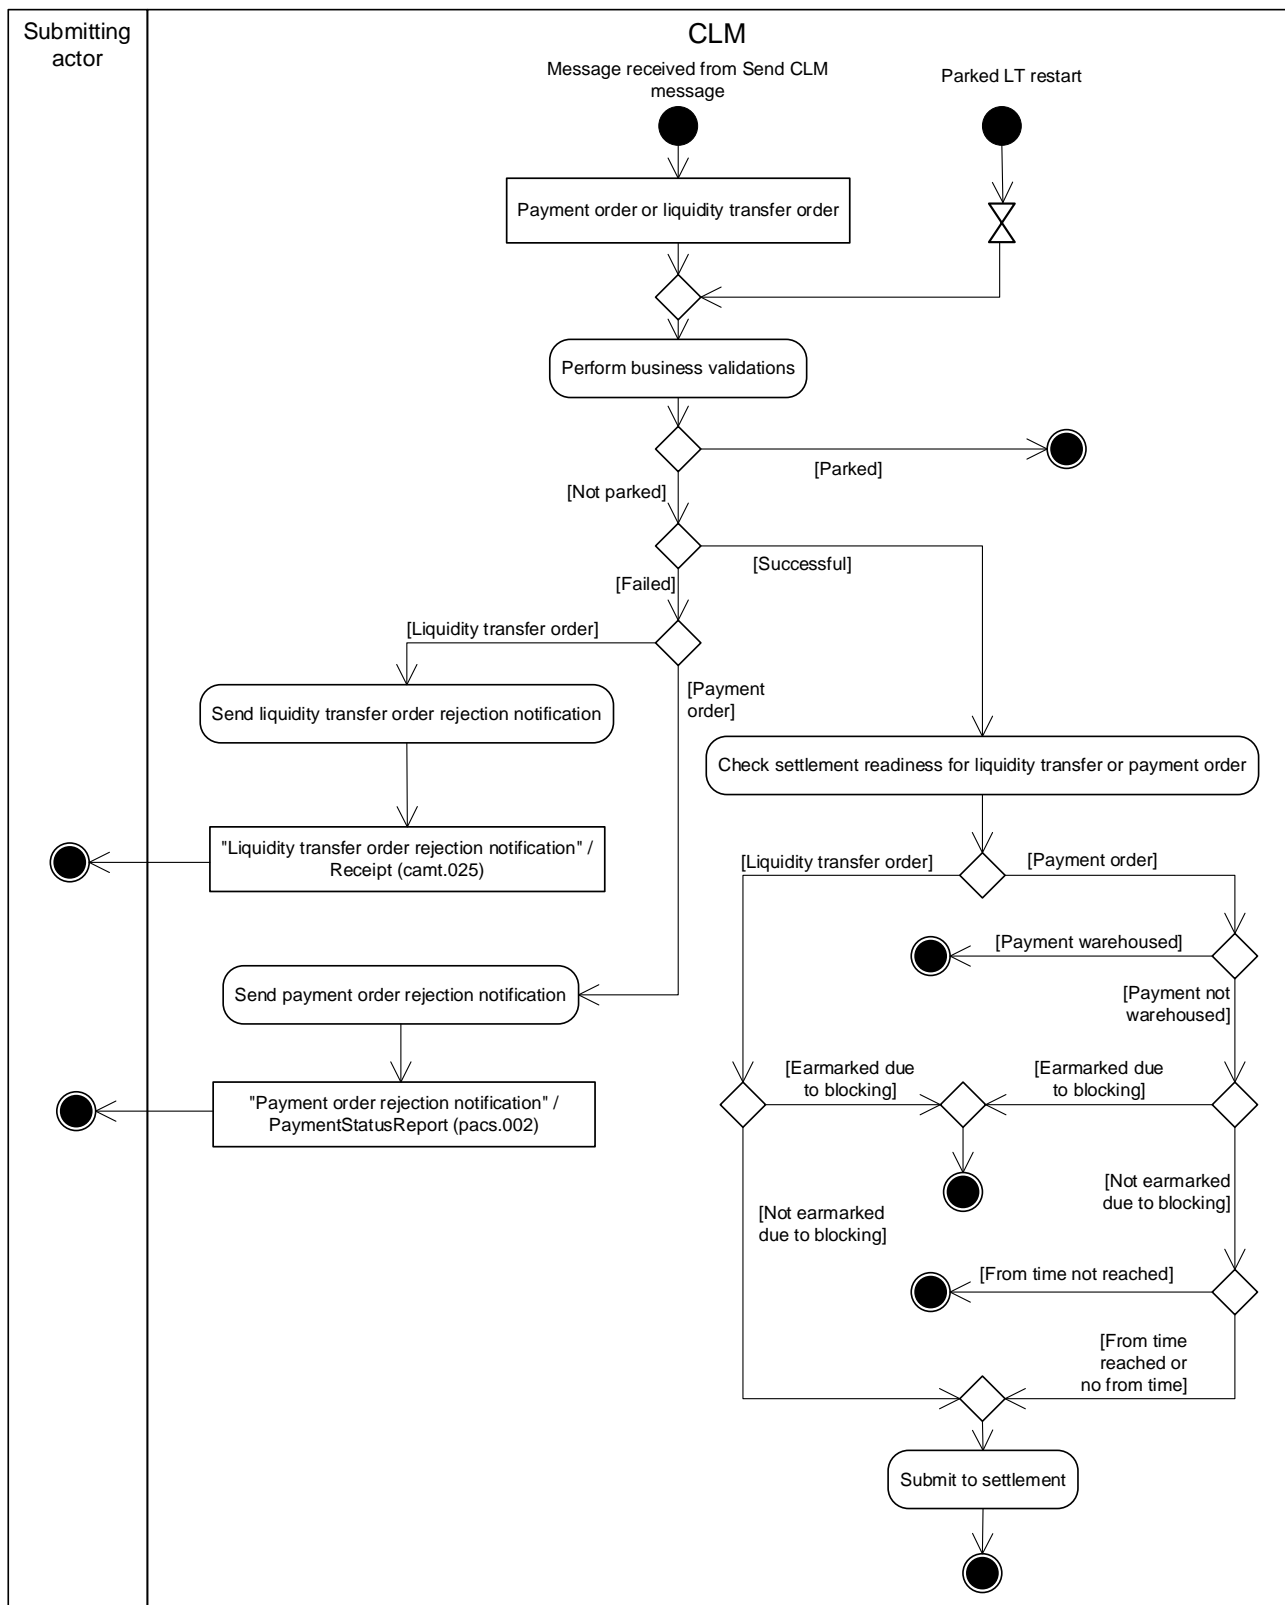 Submitting
actor
CLM
Message received from Send CLM
message
Parked LT restart
Payment order or liquidity transfer order
Perform business validations
[Parked]
[Not parked]
[Successful]
[Failed]
[Liquidity transfer order]
[Payment
order]
Send liquidity transfer order rejection notification
Check settlement readiness for liquidity transfer or payment order
"Liquidity transfer order rejection notification" /
Receipt (camt.025)
[Liquidity transfer order]
[Payment order]
[Payment warehoused]
Send payment order rejection notification
[Payment not
warehoused]
[Earmarked due
to blocking]
[Earmarked due
to blocking]
"Payment order rejection notification" /
PaymentStatusReport (pacs.002)
[Not earmarked
due to blocking]
[Not earmarked
due to blocking]
[From time not reached]
[From time
reached or
no from time]
Submit to settlement